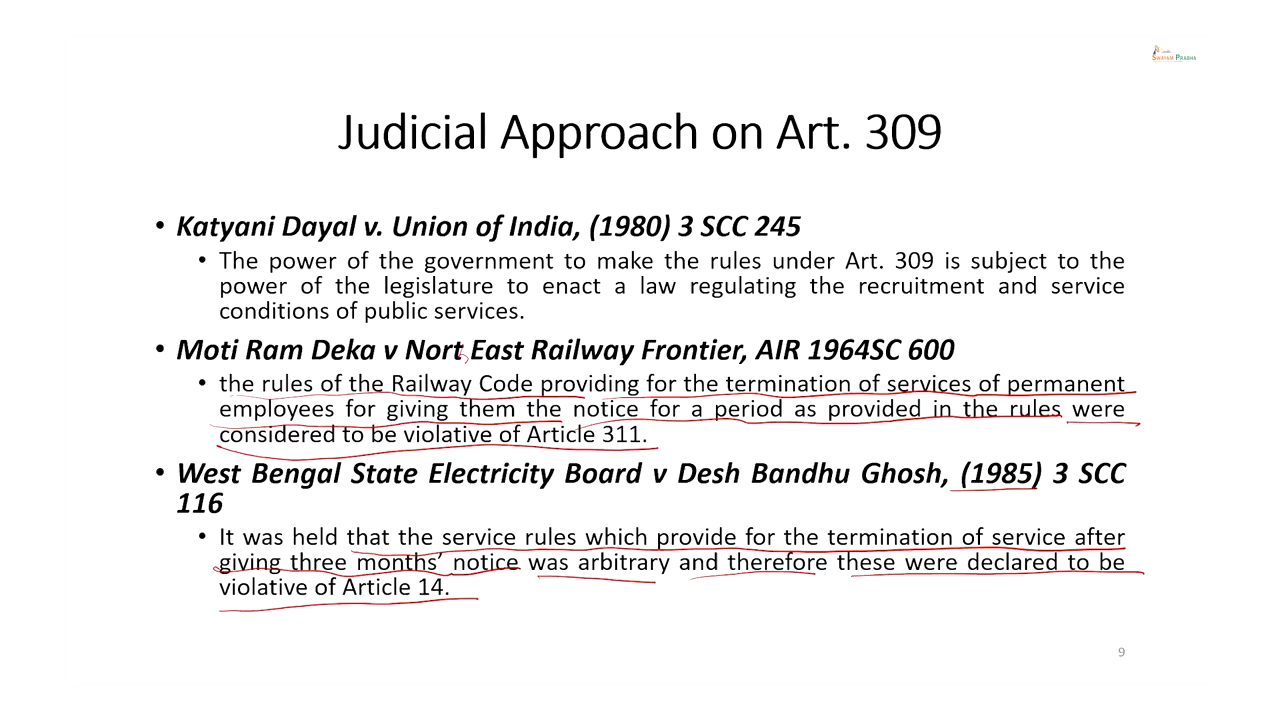 SWAYAM PRABHA
Judicial Approach on Art. 309
• Katyani Dayal v. Union of India, (1980) 3 SCC 245
• The power of the government to make the rules under Art. 309 is subject to the
power of the legislature to enact a law regulating the recruitment and service
conditions of public services.
• Moti Ram Deka v Nort East Railway Frontier, AIR 1964SC 600
• the rules of the Railway Code providing for the termination of services of permanent
employees for giving them the notice for a period as provided in the rules were
considered to be violative of Article 311.
• West Bengal State Electricity Board v Desh Bandhu Ghosh, (1985) 3 SCC
116
• It was held that the service rules which provide for the termination of service after
giving three months’ notice was arbitrary and therefore these were declared to be
violative of Article 14.
9